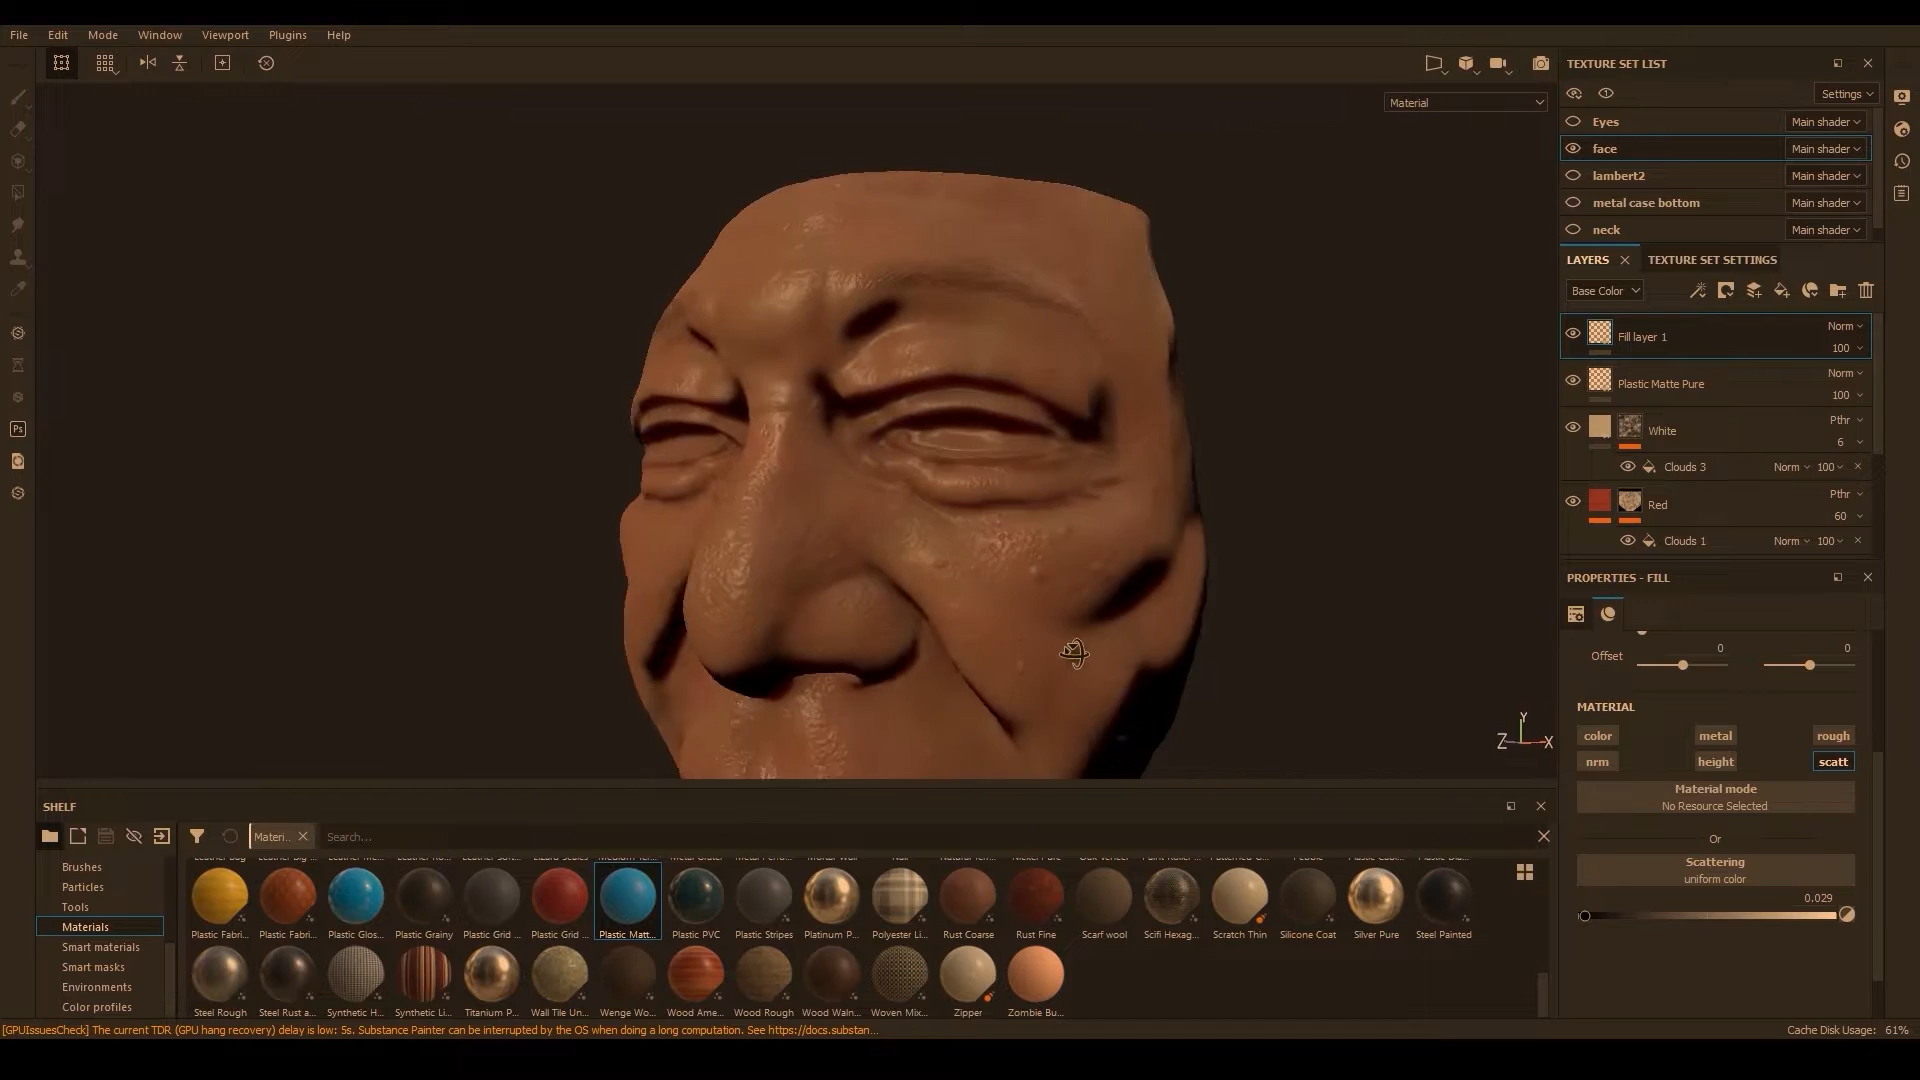 File Edit Mode Window Viewport Plugins Help
Material
TEXTURE SET LIST
Settings
Eyes Main shader
face Main shader
lambert2 Main shader
metal case bottom Main shader
neck Main shader
LAYERS TEXTURE SET SETTINGS
Base Color
Fill layer 1 Norm
100
Plastic Matte Pure Norm
100
White Pthr
6
Clouds 3 Norm 100
Red Pthr
60
Clouds 1 Norm 100
PROPERTIES - FILL
Offset 0 0
MATERIAL
color metal rough
nrm height scatt
Material mode
No Resource Selected
Or
Scattering
uniform color
0.029
Y
Z X
Ps
SHELF
Materi.. Search...
Brushes
Particles
Tools
Materials
Smart materials
Smart masks
Environments
Color profiles
Plastic Fabri... Plastic Fabri... Plastic Glos... Plastic Grainy Plastic Grid ... Plastic Grid ... Plastic Matt... Plastic PVC Plastic Stripes Platinum P... Polyester Li... Rust Coarse Rust Fine Scarf wool Scifi Hexag... Scratch Thin Silicone Coat Silver Pure Steel Painted
Steel Rough Steel Rust a... Synthetic H... Synthetic Li... Titanium P... Wall Tile Un... Wenge Wo... Wood Ame... Wood Rough Wood Waln... Woven Mix... Zipper Zombie Bu...
[GPUIssuesCheck] The current TDR (GPU hang recovery) delay is low: 5s. Substance Painter can be interrupted by the OS when doing a long computation. See https://docs.substan...
Cache Disk Usage: 61%